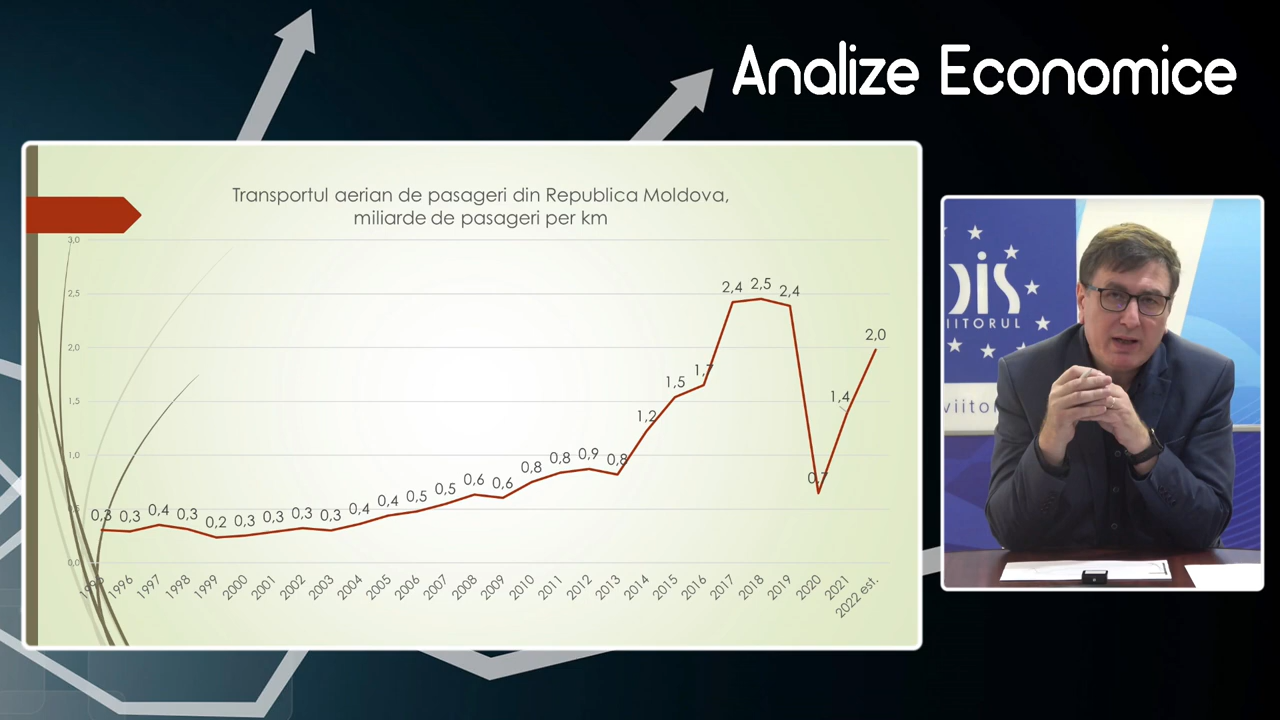 Analize Economice
Transportul aerian de pasageri din Republica Moldova,
miliarde de pasageri per km
3,0
2,5
2,0
1,5
1,0
0,0
0,3 0,3 0,4 0,3 0,2 0,3 0,3 0,3 0,3 0,4 0,4 0,5 0,5 0,6 0,6 0,8 0,8 0,9 0,8 1,2 1,5 1,7 2,4 2,5 2,4 0,7 1,4 2,0
1996 1997 1998 1999 2000 2001 2002 2003 2004 2005 2006 2007 2008 2009 2010 2011 2012 2013 2014 2015 2016 2017 2018 2019 2020 2021 2022 est.
DIS
VIITORUL
viito